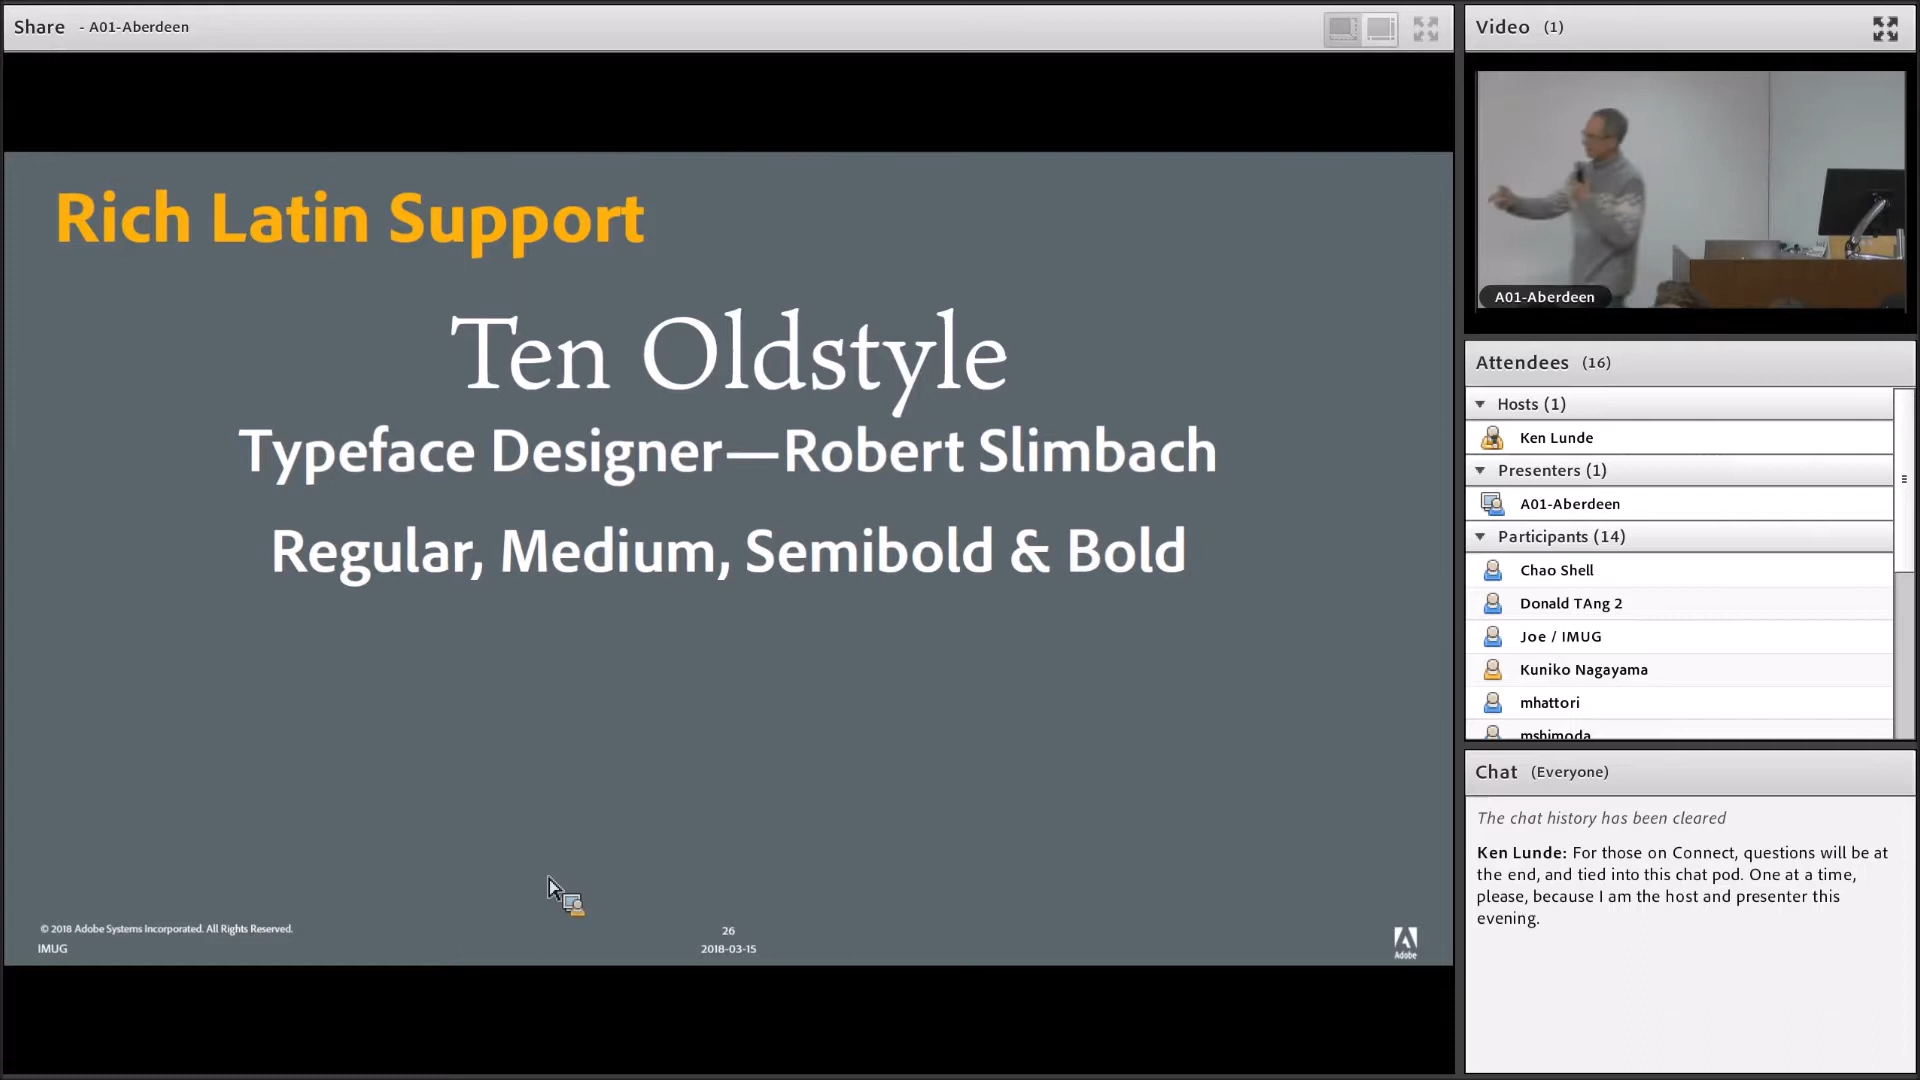 Share - A01-Aberdeen
Rich Latin Support
Ten Oldstyle
Typeface Designer—Robert Slimbach
Regular, Medium, Semibold & Bold
© 2018 Adobe Systems Incorporated. All Rights Reserved.
IMUG
26
2018-03-15
Adobe
Video (1)
A01-Aberdeen
Attendees (16)
Hosts (1)
Ken Lunde
Presenters (1)
A01-Aberdeen
Participants (14)
Chao Shell
Donald TAng 2
Joe / IMUG
Kuniko Nagayama
mhattori
mshimoda
Chat (Everyone)
The chat history has been cleared
Ken Lunde: For those on Connect, questions will be at
the end, and tied into this chat pod. One at a time,
please, because I am the host and presenter this
evening.